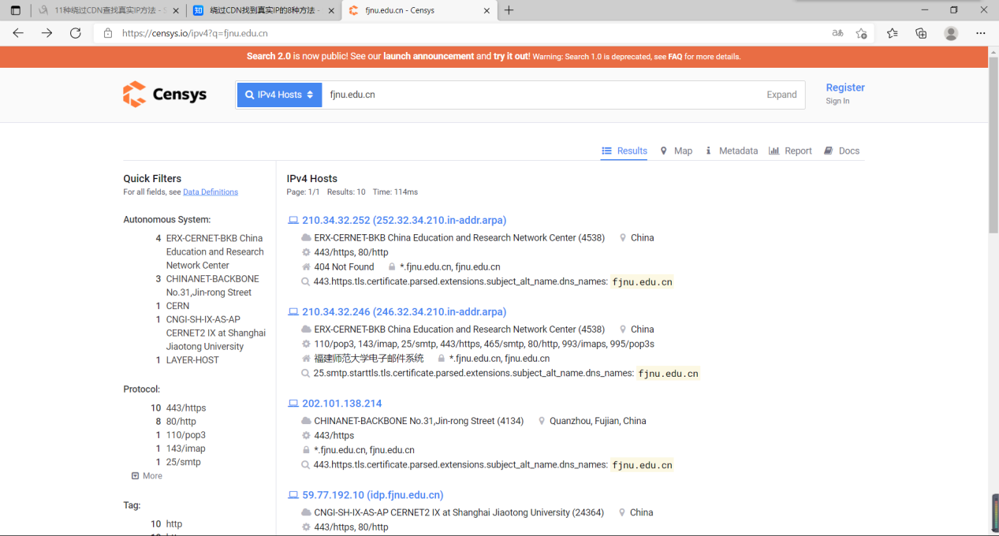 11种绕过CDN查找真实IP方法 -
绕过CDN找到真实IP的8种方法 -
fjnu.edu.cn - Censys
https://censys.io/ipv4?q=fjnu.edu.cn
Search 2.0 is now public! See our launch announcement and try it out! Warning: Search 1.0 is deprecated, see FAQ for more details.
Censys
IPv4 Hosts
fjnu.edu.cn
Expand
Register
Sign In
Results
Map
Metadata
Report
Docs
Quick Filters
For all fields, see Data Definitions
Autonomous System:
4 ERX-CERNET-BKB China
Education and Research
Network Center
3 CHINANET-BACKBONE
No.31,Jin-rong Street
1 CERN
1 CNGI-SH-IX-AS-AP
CERNET2 IX at Shanghai
Jiaotong University
1 LAYER-HOST
Protocol:
10 443/https
8 80/http
1 110/pop3
1 143/imap
1 25/smtp
More
Tag:
10 http
IPv4 Hosts
Page: 1/1 Results: 10 Time: 114ms
210.34.32.252 (252.32.34.210.in-addr.arpa)
ERX-CERNET-BKB China Education and Research Network Center (4538) China
443/https, 80/http
404 Not Found *.fjnu.edu.cn, fjnu.edu.cn
443.https.tls.certificate.parsed.extensions.subject_alt_name.dns_names: fjnu.edu.cn
210.34.32.246 (246.32.34.210.in-addr.arpa)
ERX-CERNET-BKB China Education and Research Network Center (4538) China
110/pop3, 143/imap, 25/smtp, 443/https, 465/smtp, 80/http, 993/imaps, 995/pop3s
福建师范大学电子邮件系统 *.fjnu.edu.cn, fjnu.edu.cn
25.smtp.starttls.tls.certificate.parsed.extensions.subject_alt_name.dns_names: fjnu.edu.cn
202.101.138.214
CHINANET-BACKBONE No.31,Jin-rong Street (4134) Quanzhou, Fujian, China
443/https
*.fjnu.edu.cn, fjnu.edu.cn
443.https.tls.certificate.parsed.extensions.subject_alt_name.dns_names: fjnu.edu.cn
59.77.192.10 (idp.fjnu.edu.cn)
CNGI-SH-IX-AS-AP CERNET2 IX at Shanghai Jiaotong University (24364) China
443/https, 80/http